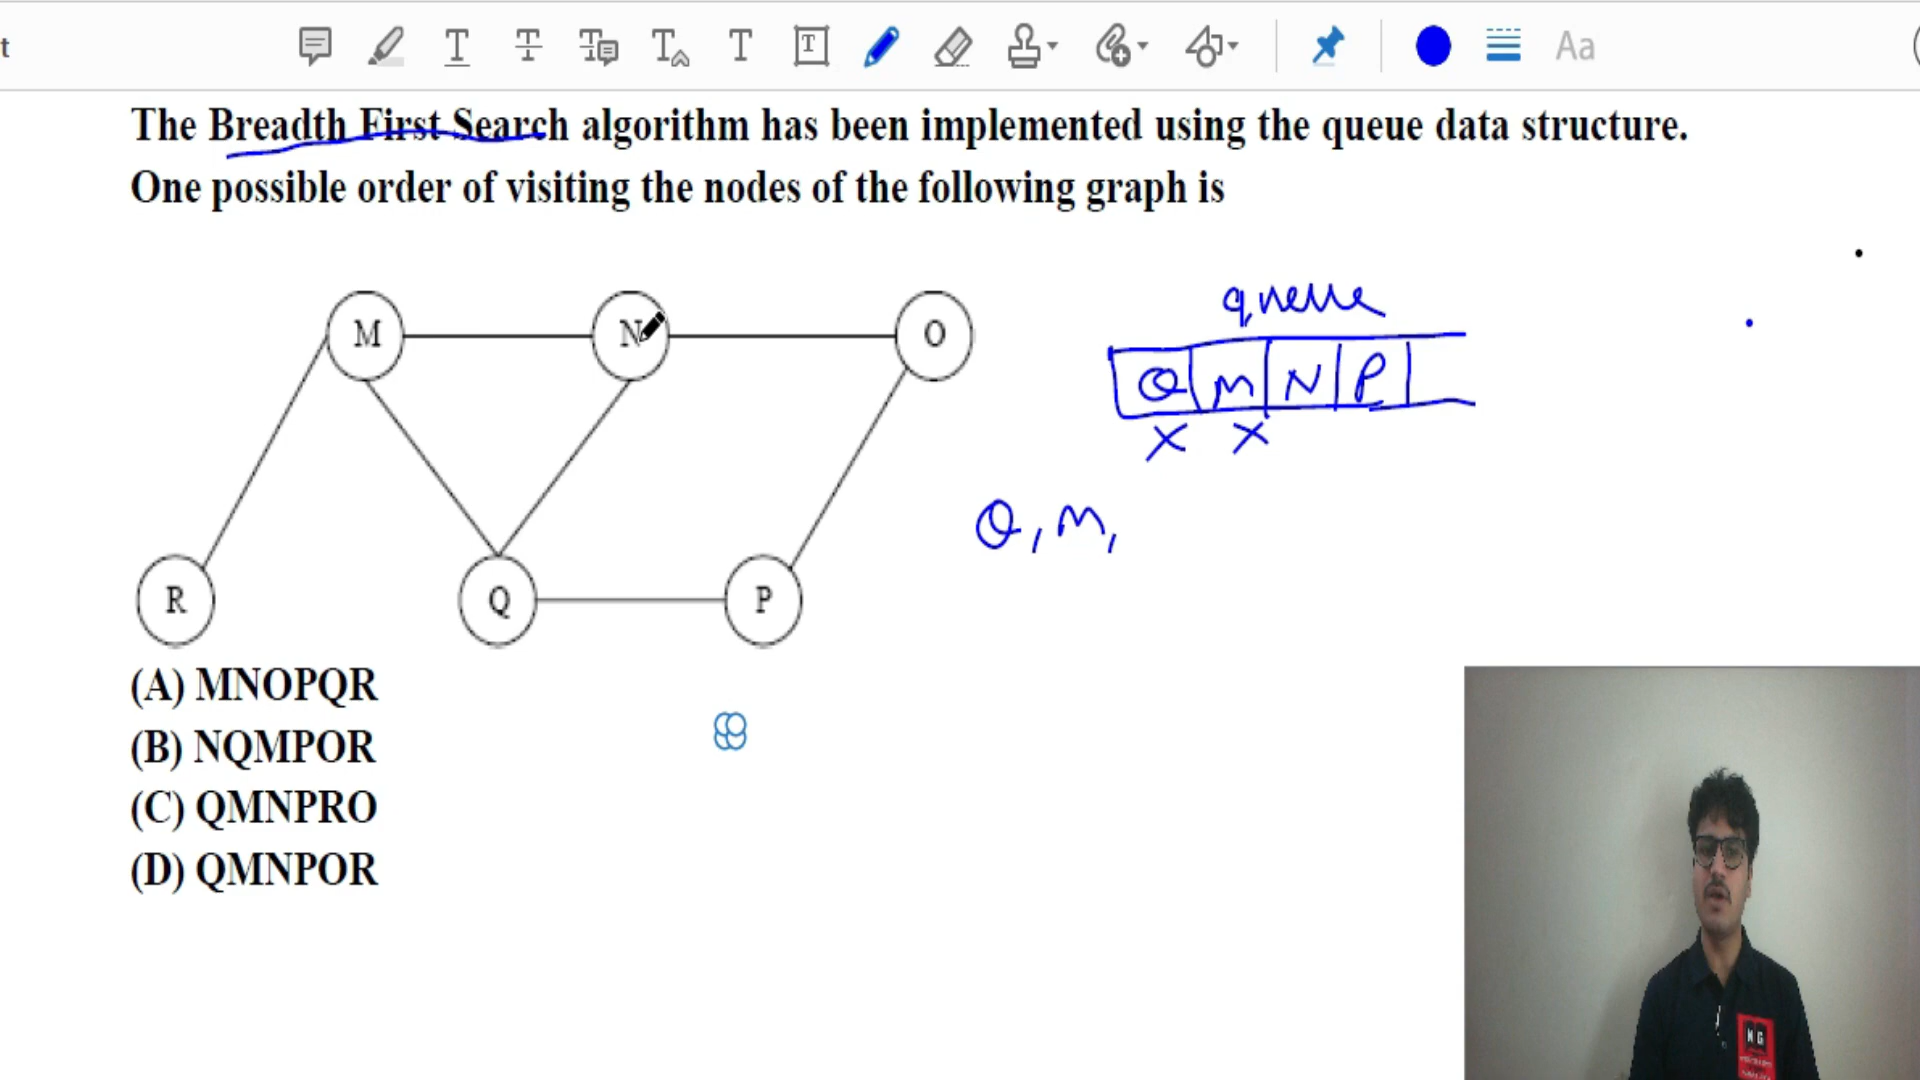 t
Aa
The Breadth First Search algorithm has been implemented using the queue data structure.
One possible order of visiting the nodes of the following graph is
queue
M N O
Q M N P
Q, M,
R Q P
(A) MNOPQR
(B) NQMPOR
(C) QMNPRO
(D) QMNPOR